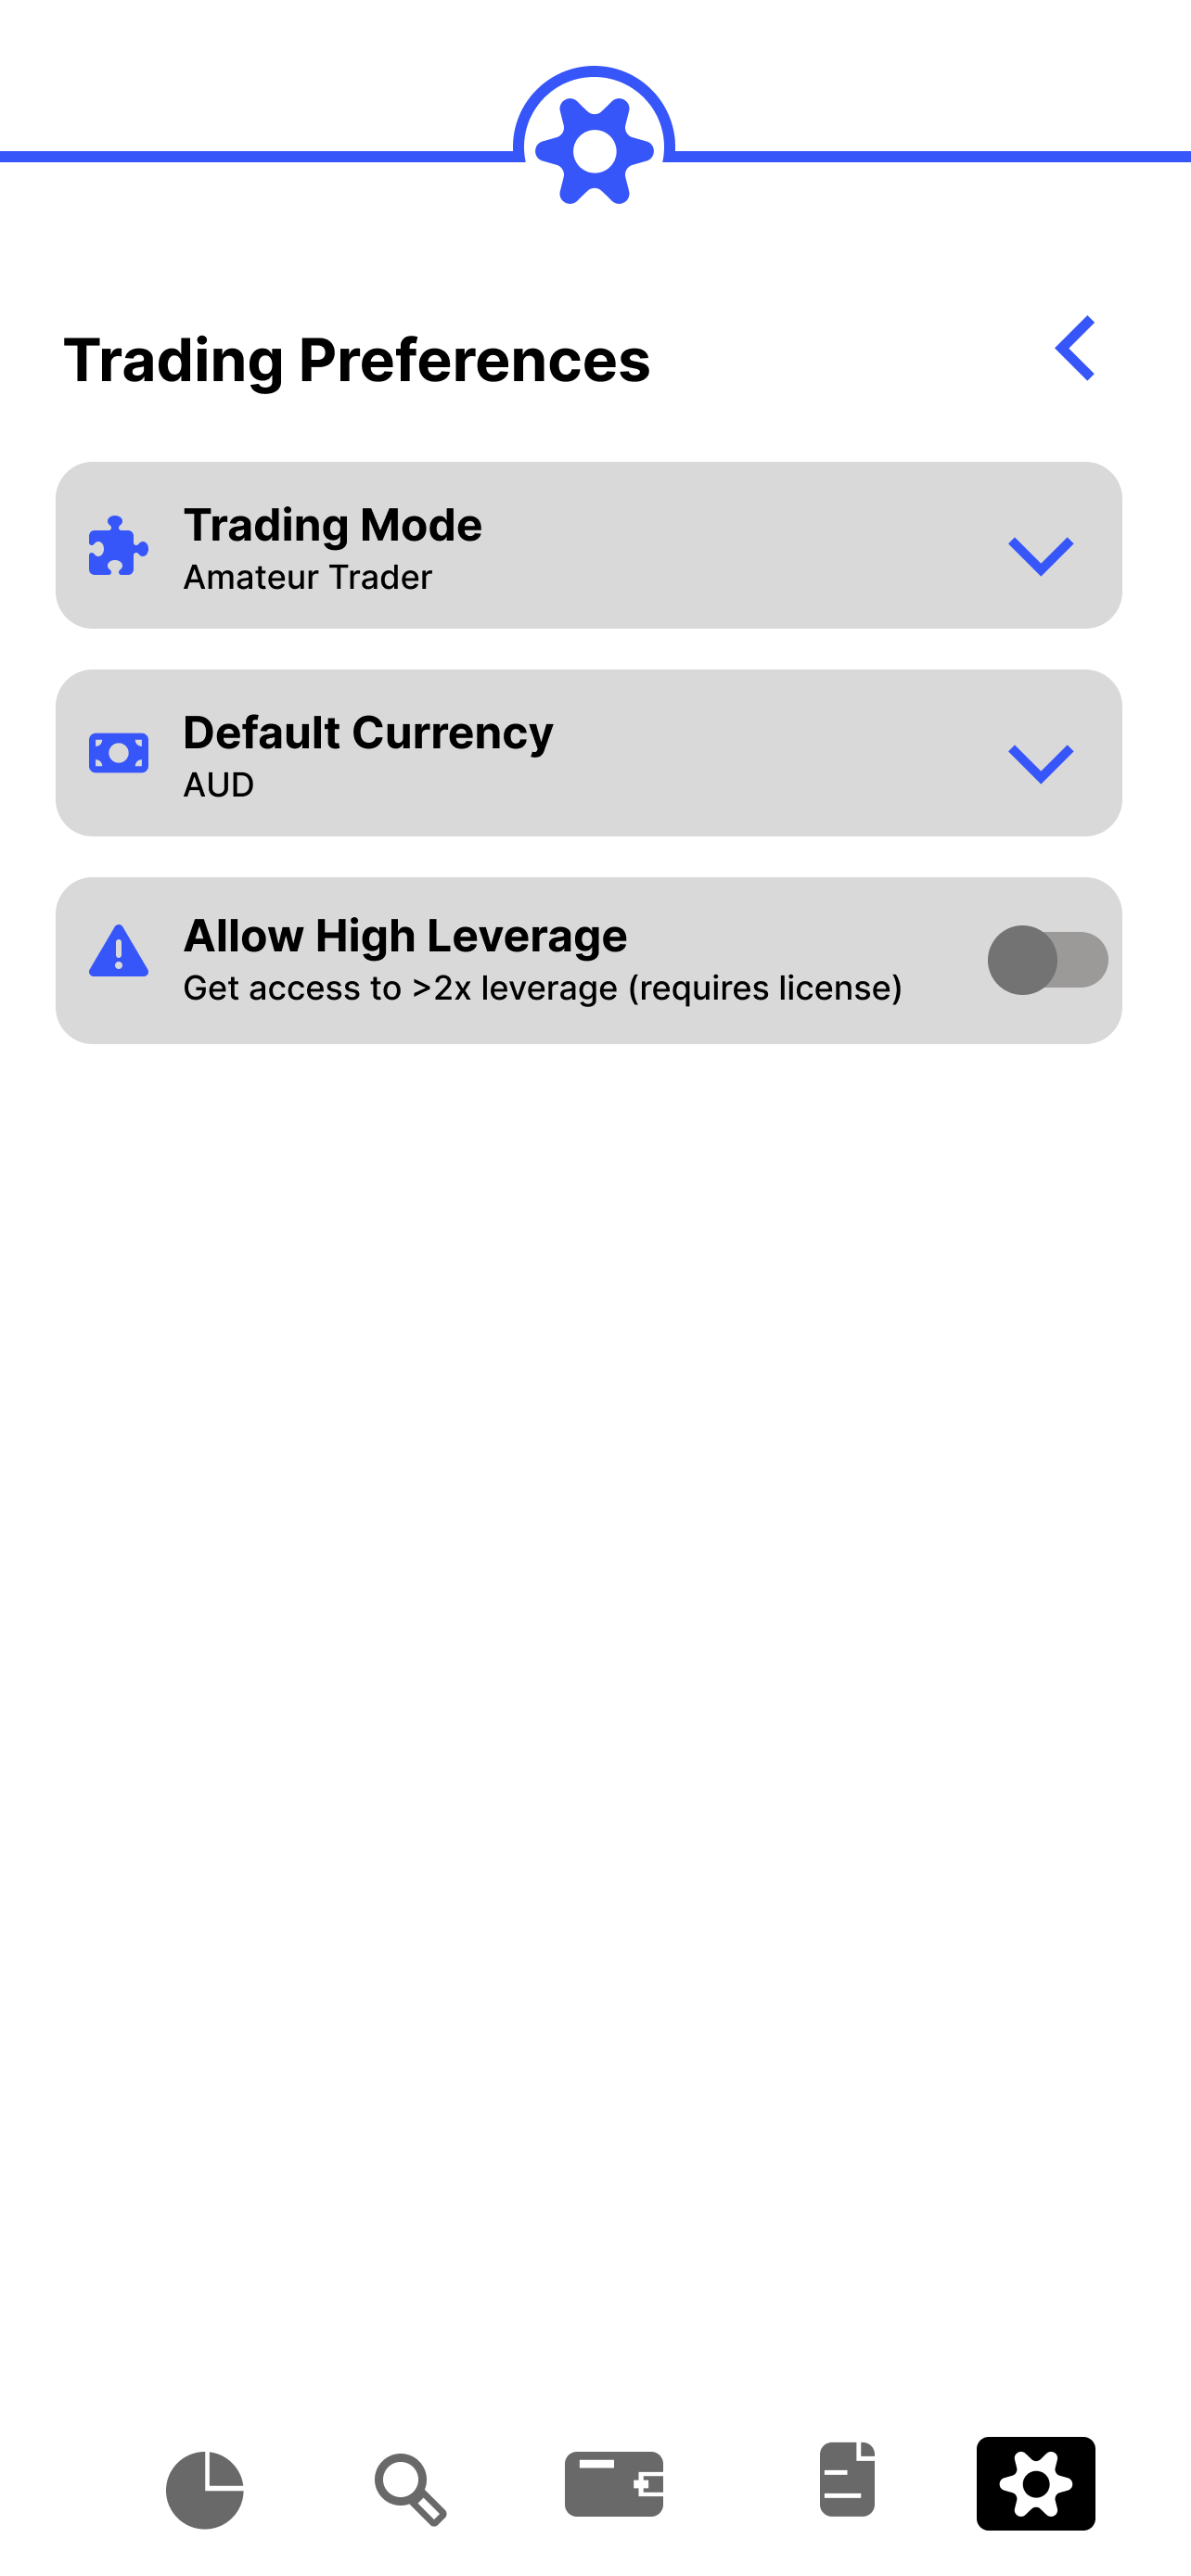 Trading Preferences
Trading Mode
Amateur Trader
Default Currency
AUD
Allow High Leverage
Get access to >2x leverage (requires license)